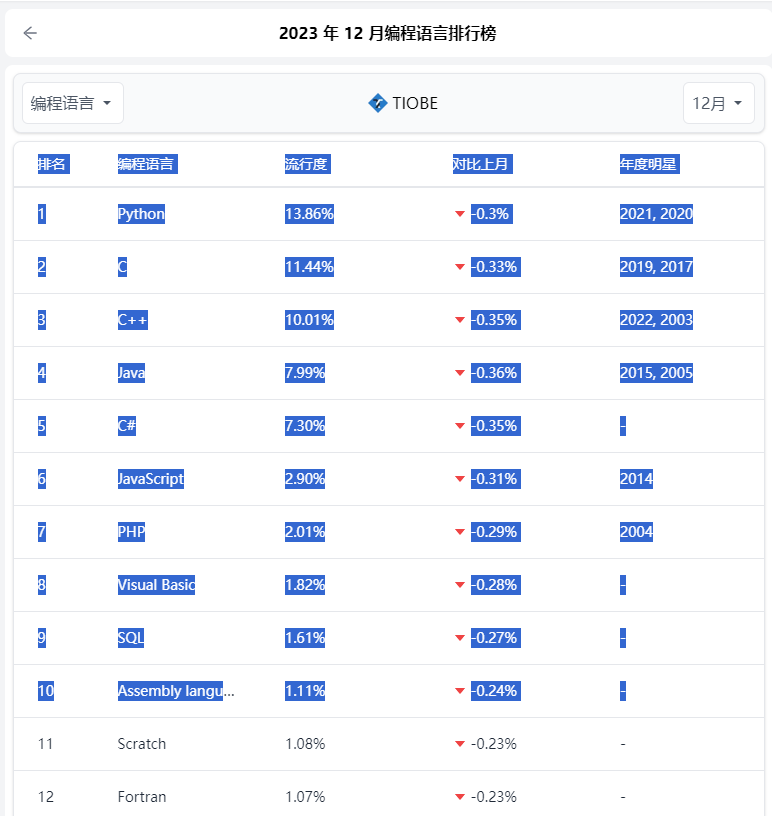 2023 年 12 月编程语言排行榜
编程语言 TIOBE 12月
排名 编程语言 流行度 对比上月 年度明星
1 Python 13.86% -0.3% 2021, 2020
2 C 11.44% -0.33% 2019, 2017
3 C++ 10.01% -0.35% 2022, 2003
4 Java 7.99% -0.36% 2015, 2005
5 C# 7.30% -0.35% -
6 JavaScript 2.90% -0.31% 2014
7 PHP 2.01% -0.29% 2004
8 Visual Basic 1.82% -0.28% -
9 SQL 1.61% -0.27% -
10 Assembly langu... 1.11% -0.24% -
11 Scratch 1.08% -0.23% -
12 Fortran 1.07% -0.23% -